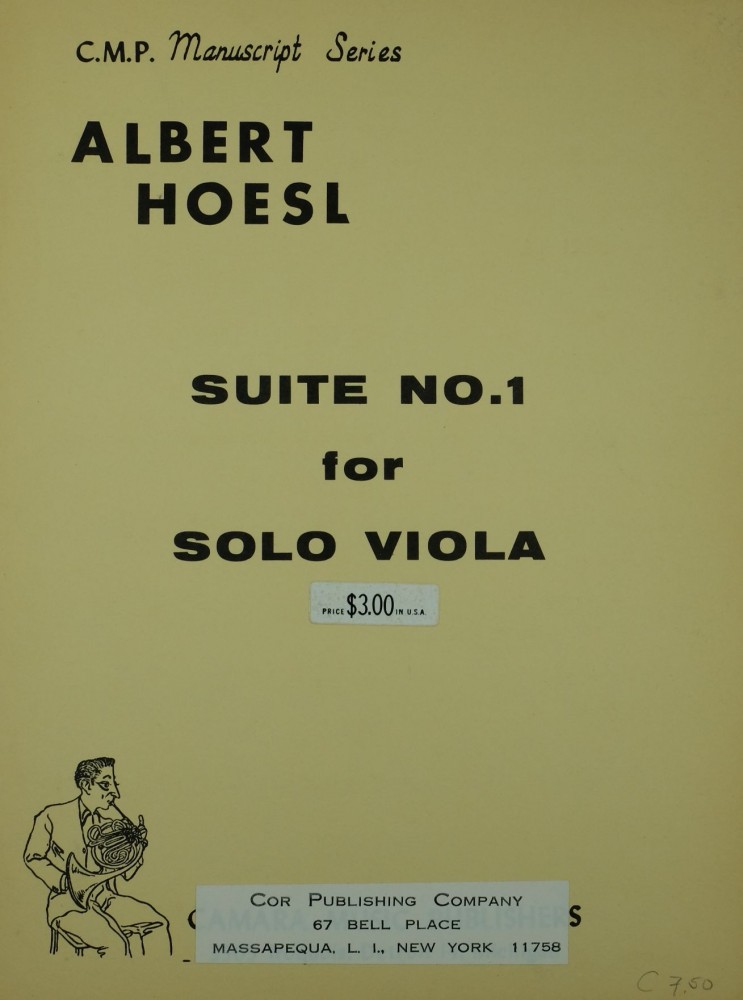 C.M.P. Manuscript Series
ALBERT
HOESL
SUITE NO.1
for
SOLO VIOLA
PRICE $3.00 IN U.S.A.
COR PUBLISHING COMPANY
67 BELL PLACE
MASSAPEQUA, L. I., NEW YORK 11758
C 7.50